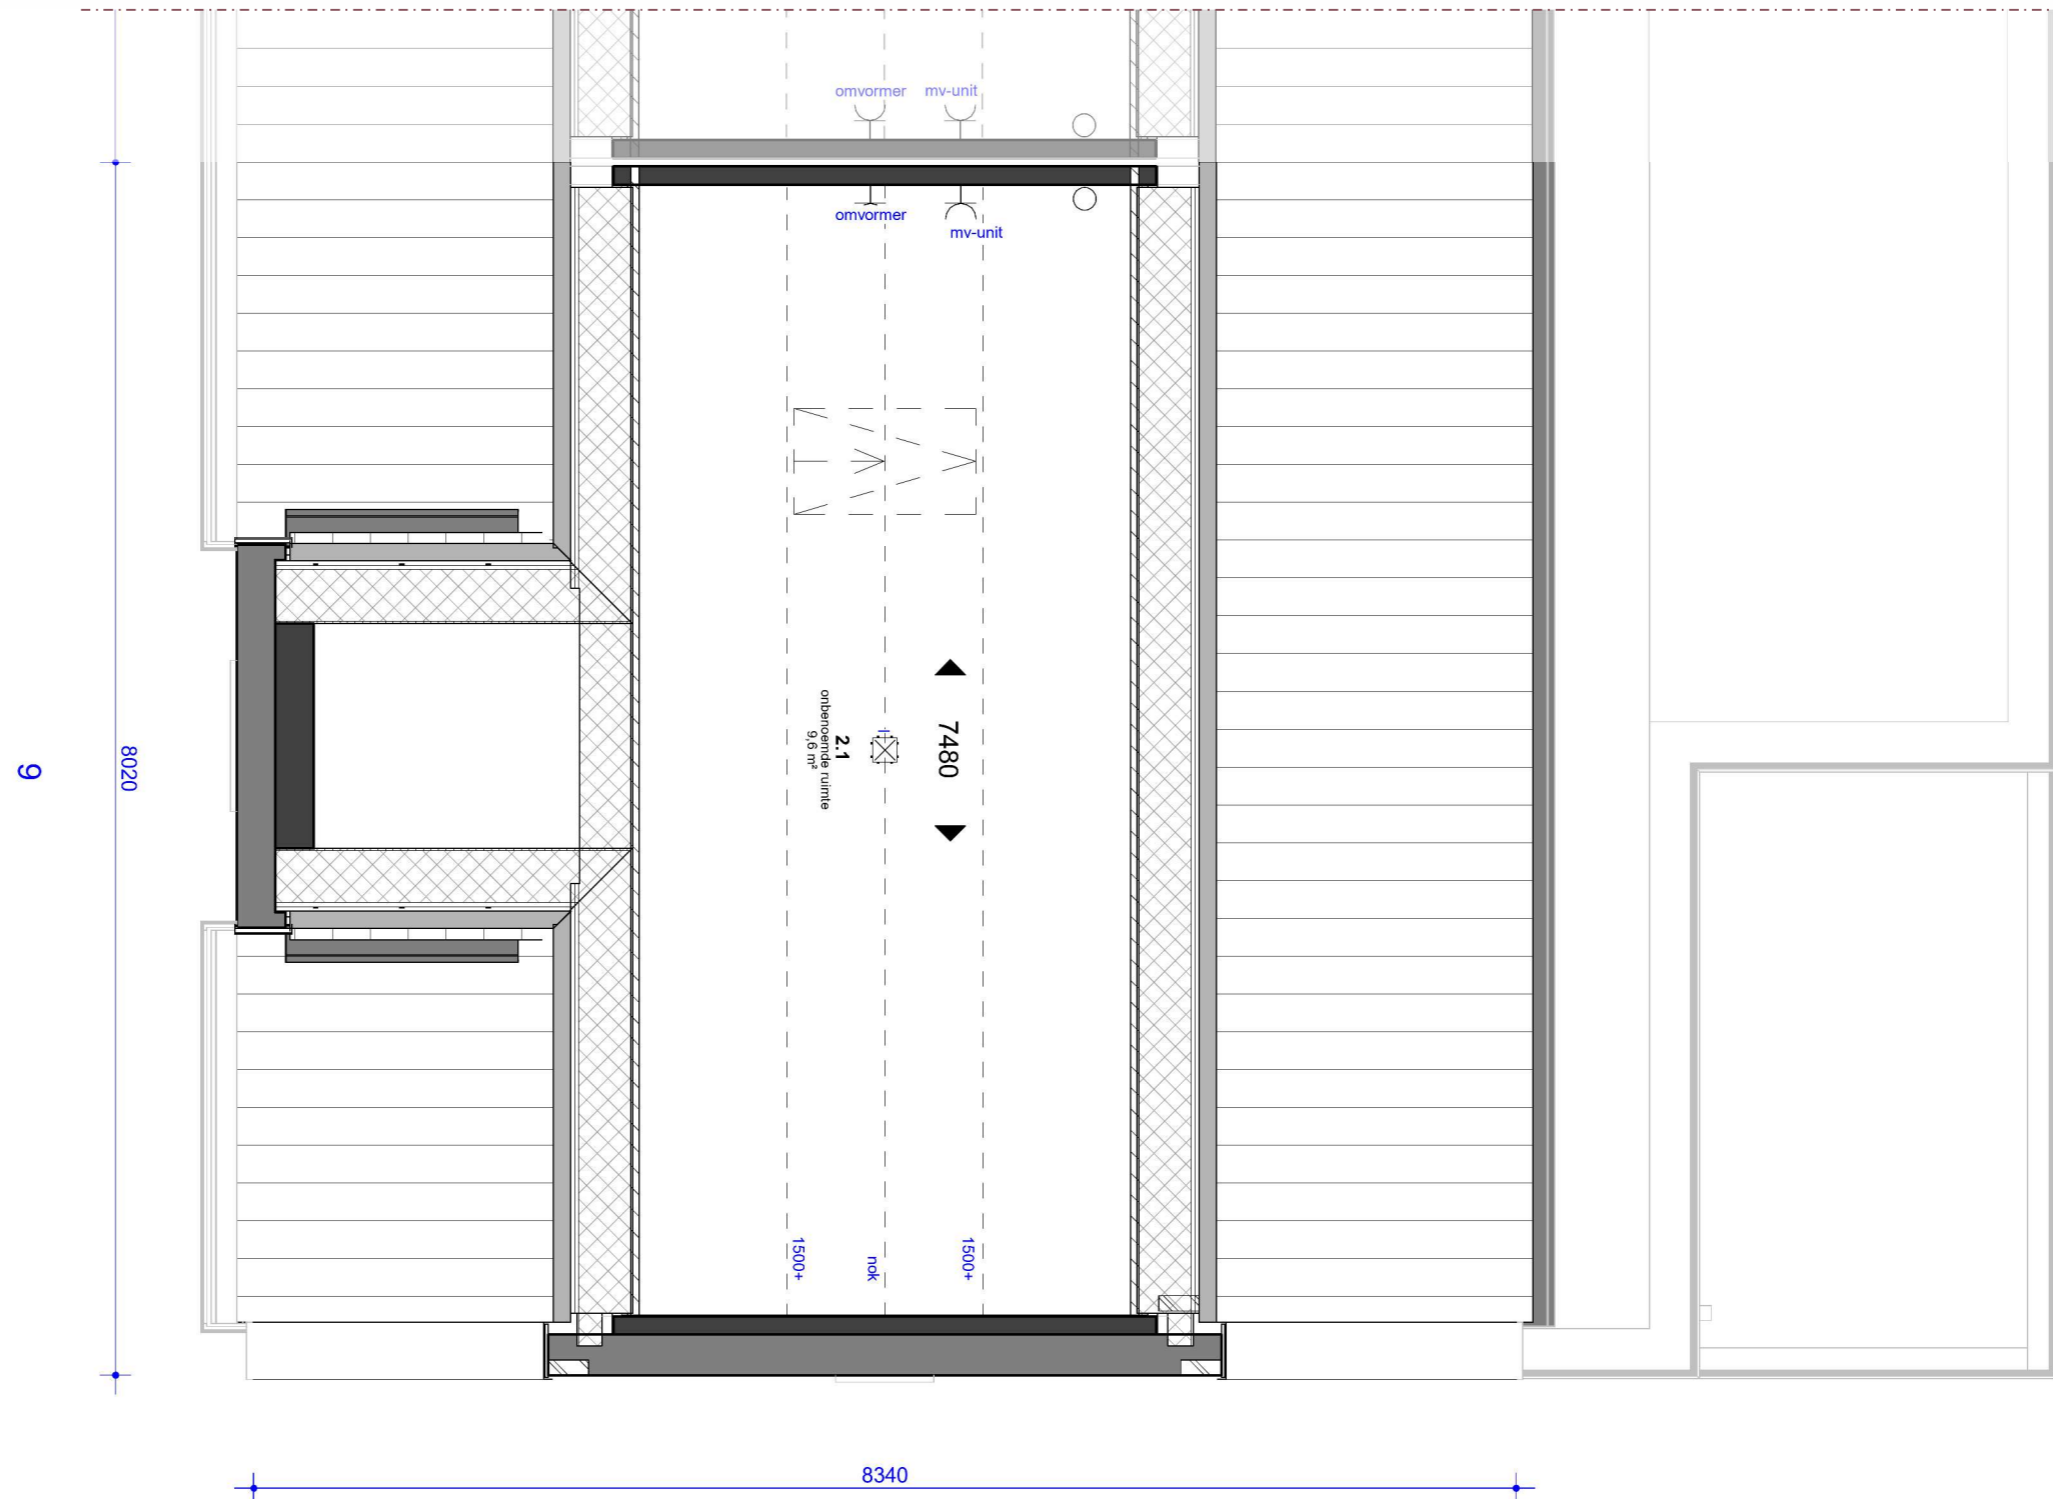 omvormer mv-unit
omvormer
mv-unit
7480
2.1
onbenoemde ruimte
9,6 m²
9
8020
1500+
nok
1500+
8340